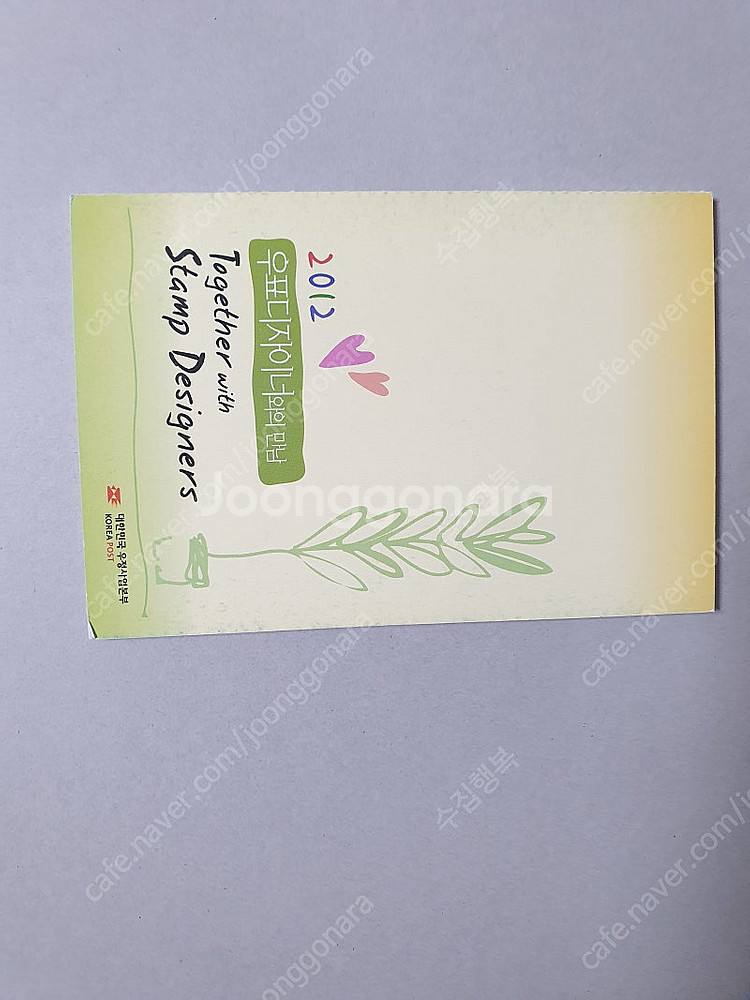 2012
우표디자이너와의 만남
Together with
Stamp Designers
대한민국 우정사업본부
KOREA POST
Joonggonara
cafe.naver.com/joonggonara
수집행복